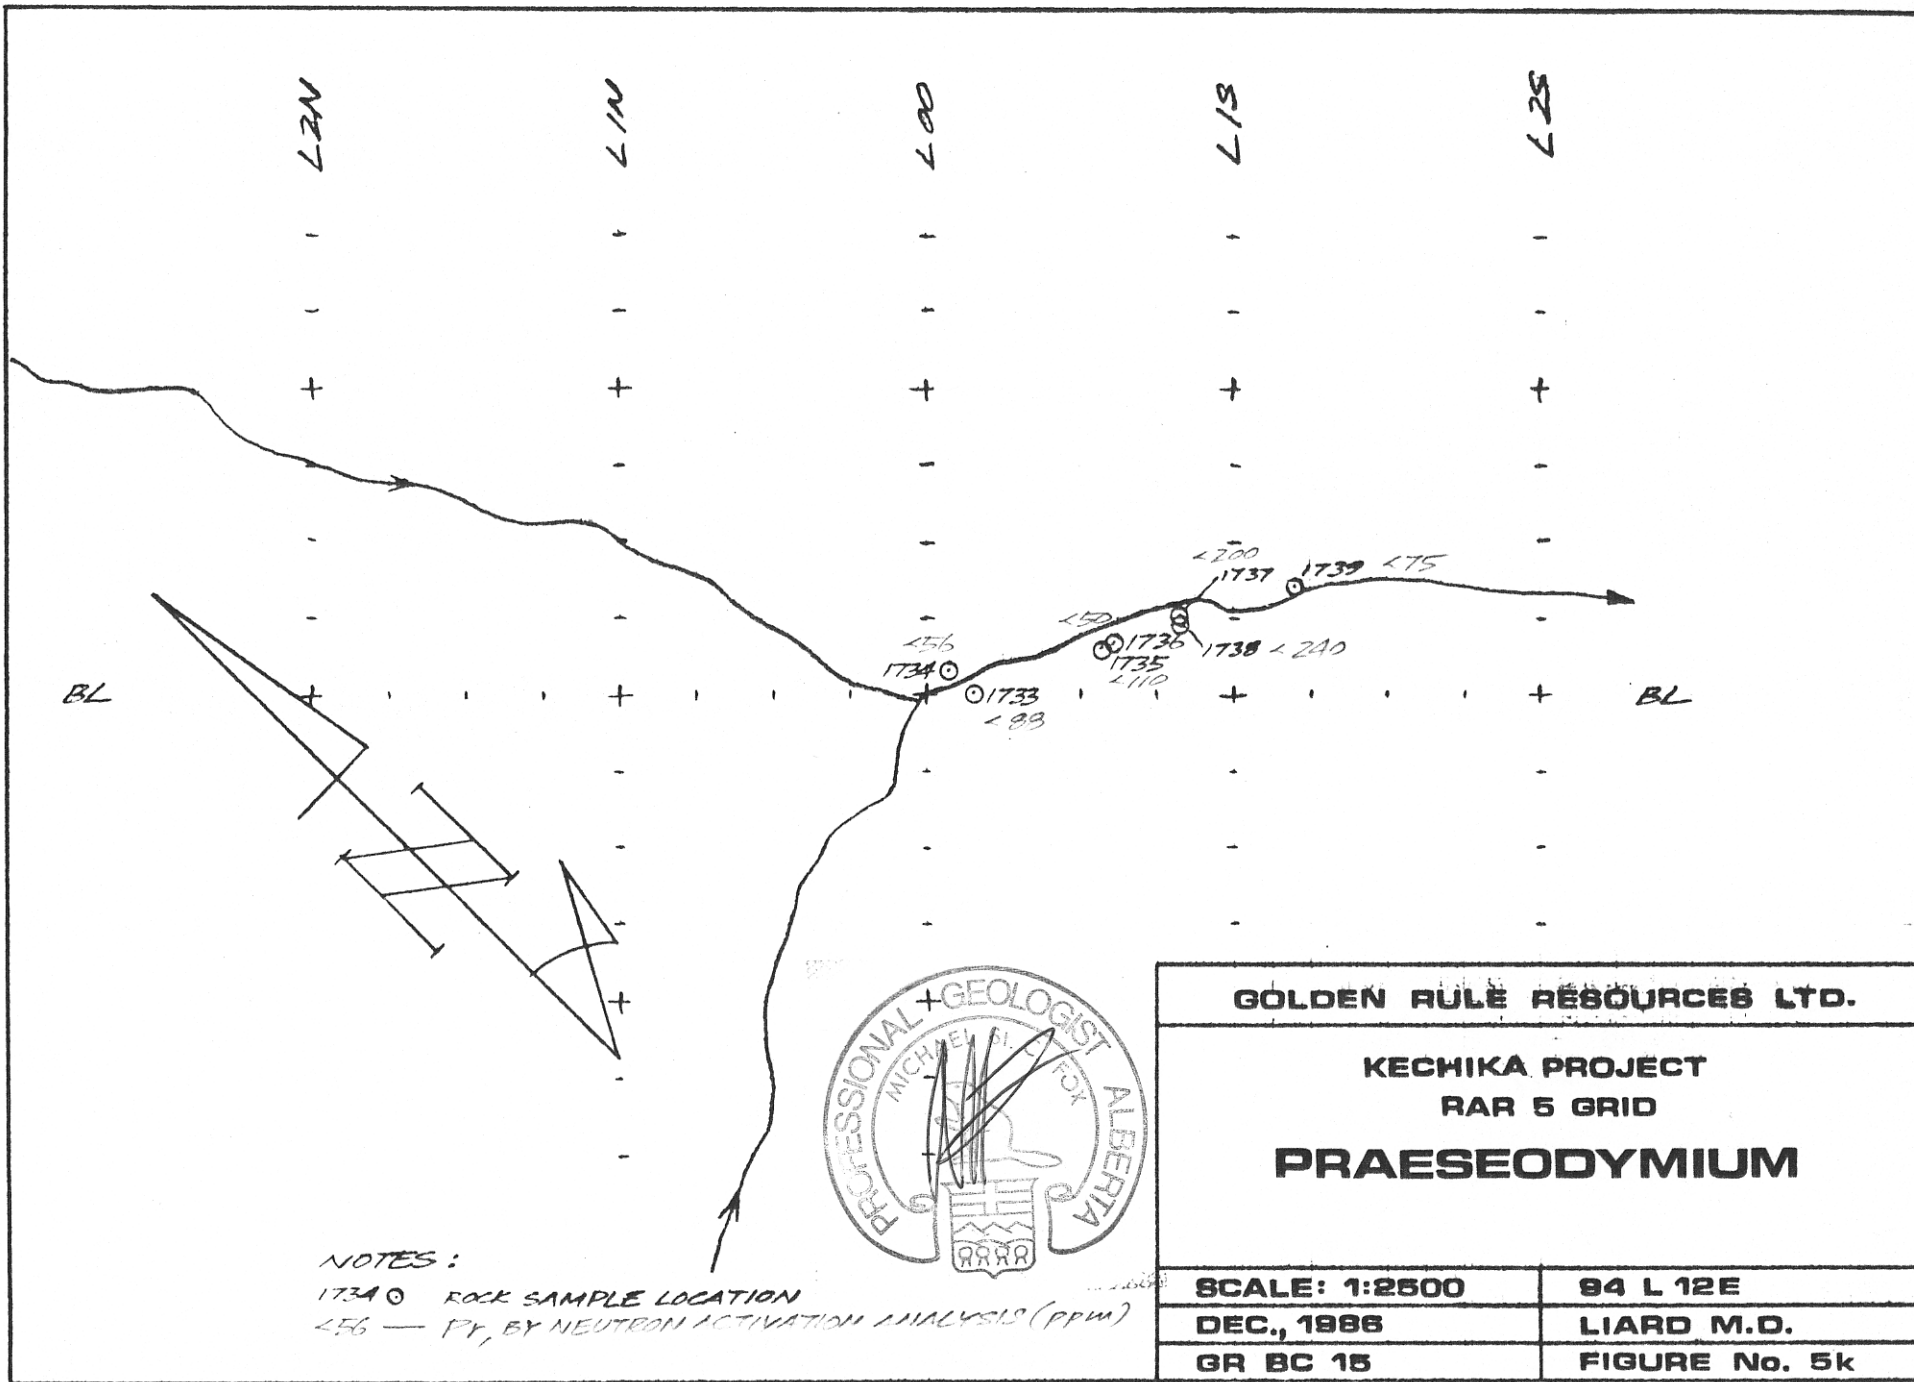 L2N
L1N
L00
L1S
L2S
<200
1737
1739 <75
<50
1736
1735
<110
1738 <240
<56
1734
1733
BL
BL
N
PROFESSIONAL GEOLOGIST ALBERTA
MICHAEL FOX
NOTES:
1734 ROCK SAMPLE LOCATION
<56 — Pr, BY NEUTRON ACTIVATION ANALYSIS (ppm)
GOLDEN RULE RESOURCES LTD.
KECHIKA PROJECT
RAR 5 GRID
PRAESEODYMIUM
SCALE: 1:2500
94 L 12E
DEC., 1986
LIARD M.D.
GR BC 15
FIGURE No. 5k